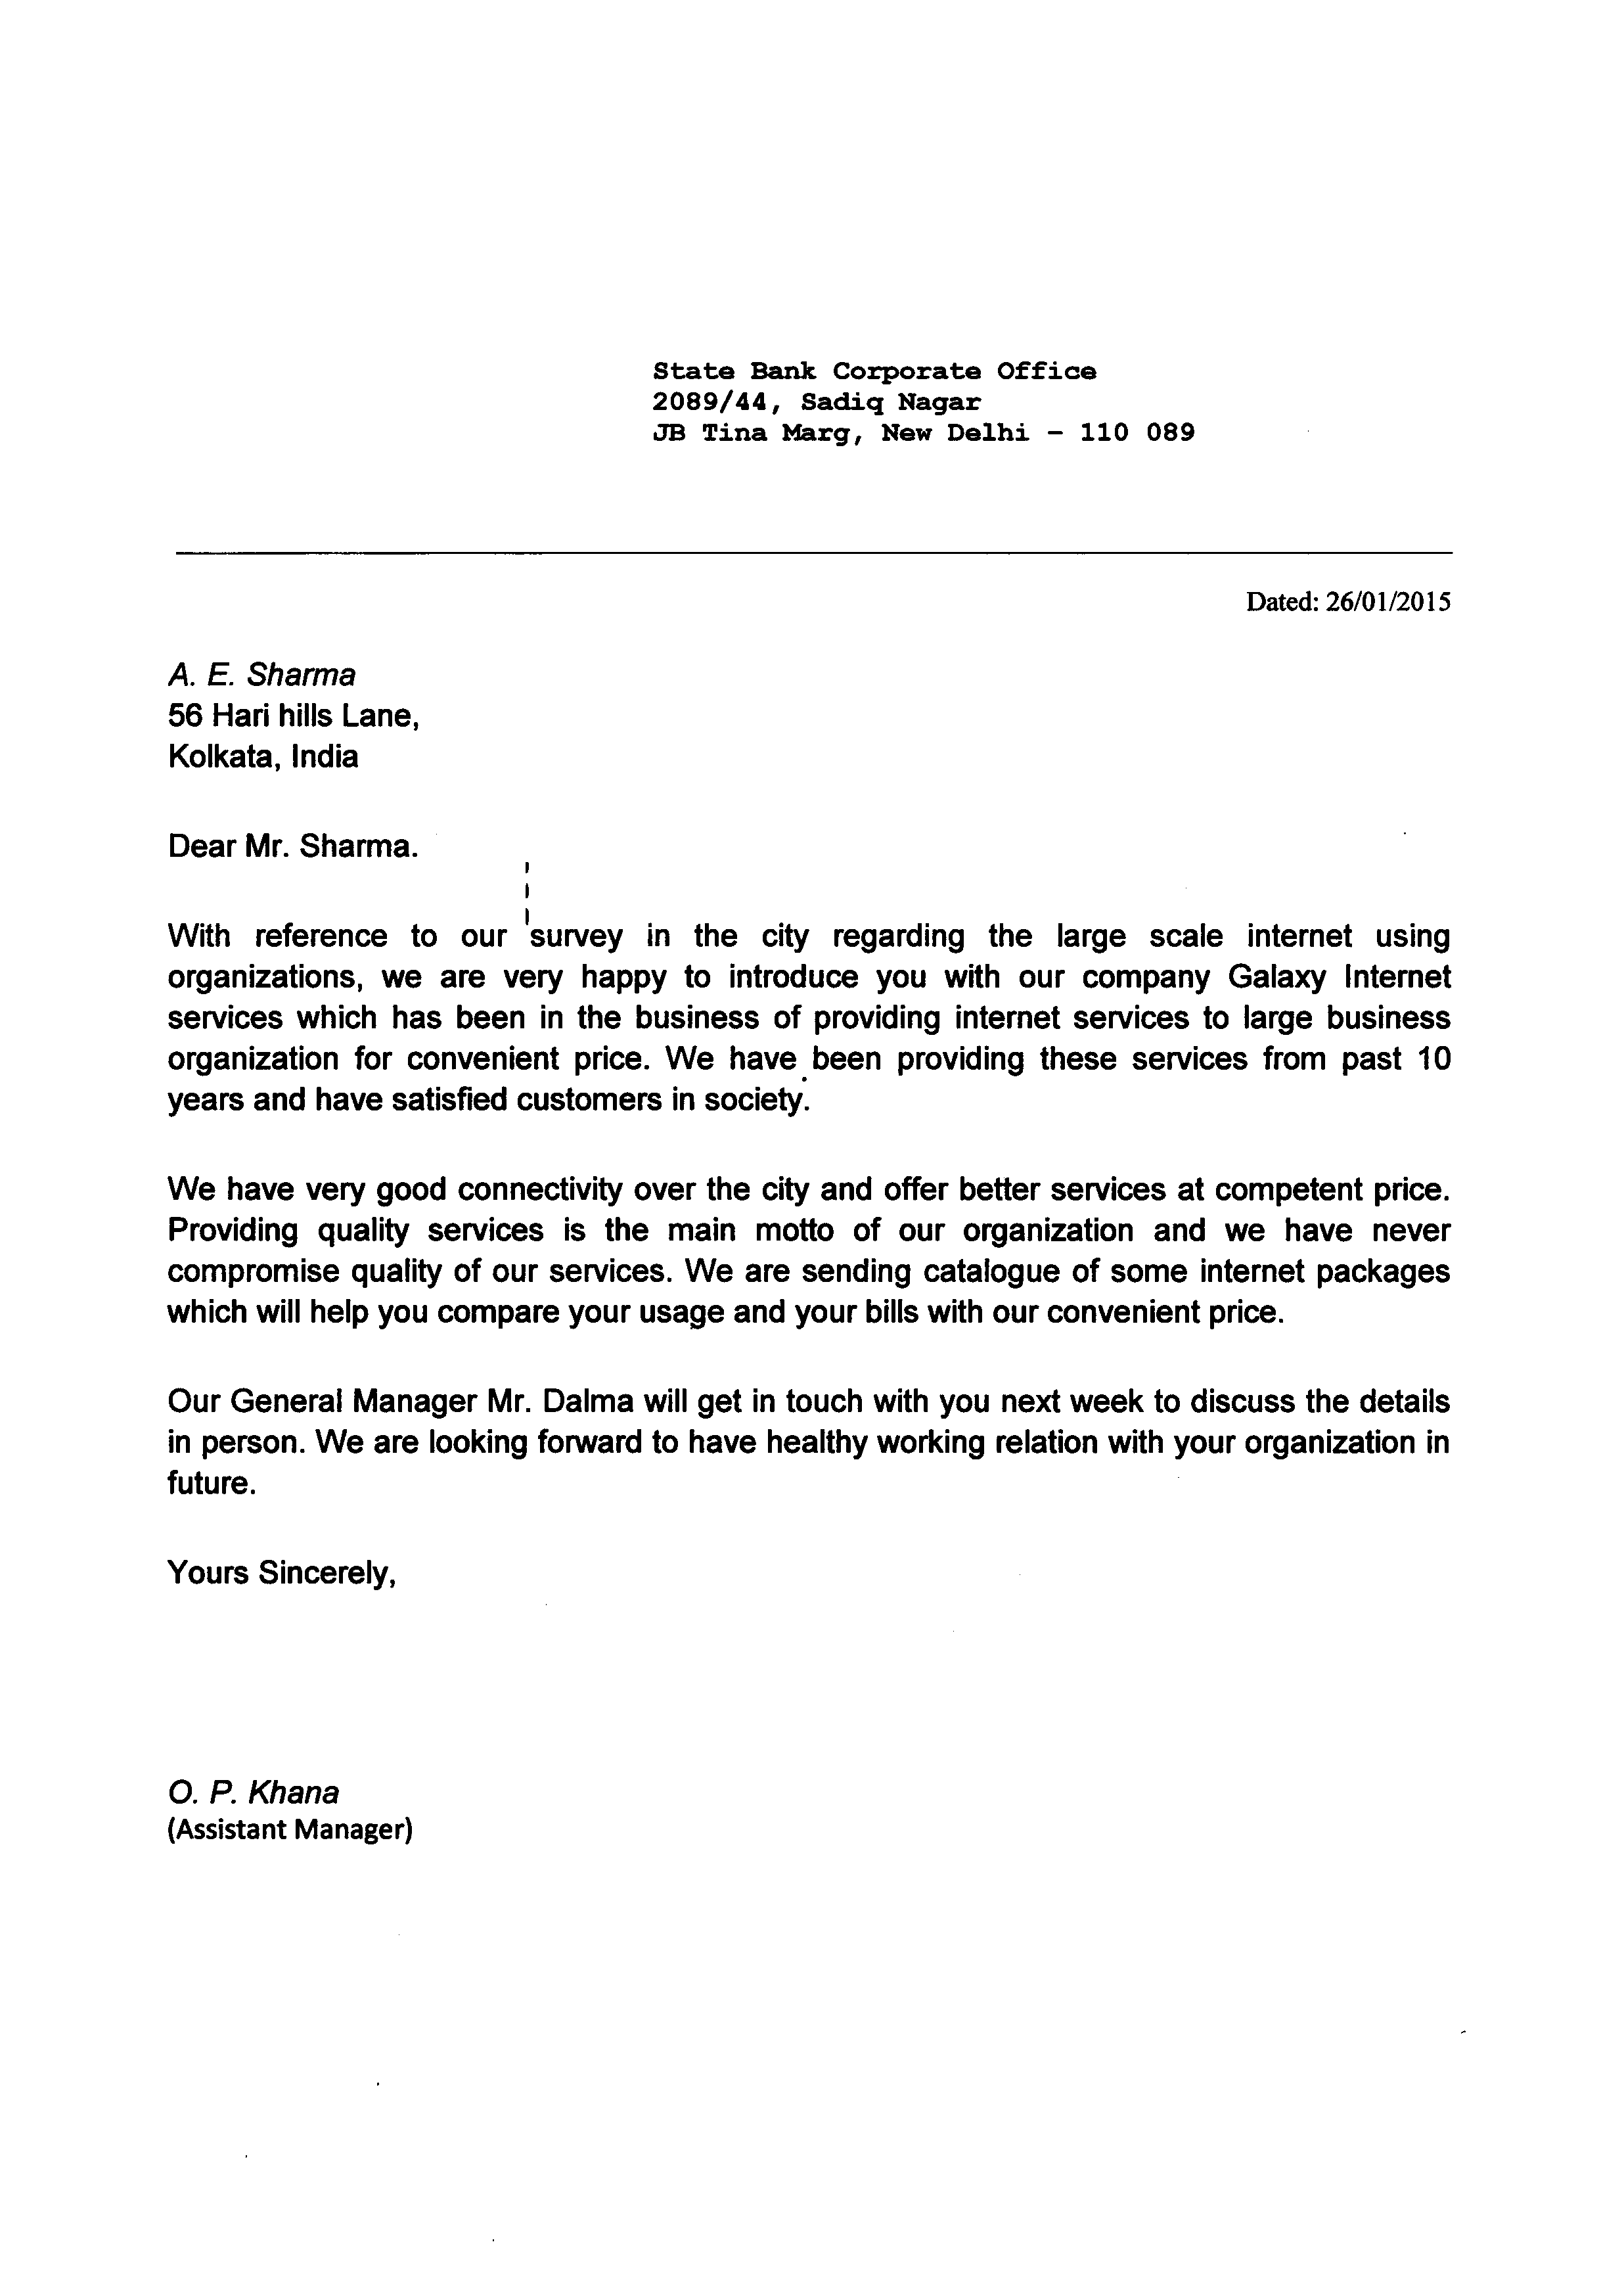 State Bank Corporate Office
2089/44, Sadiq Nagar
JB Tina Marg, New Delhi - 110 089
Dated: 26/01/2015
A. E. Sharma
56 Hari hills Lane,
Kolkata, India
Dear Mr. Sharma.
With reference to our survey in the city regarding the large scale internet using
organizations, we are very happy to introduce you with our company Galaxy Internet
services which has been in the business of providing internet services to large business
organization for convenient price. We have been providing these services from past 10
years and have satisfied customers in society.
We have very good connectivity over the city and offer better services at competent price.
Providing quality services is the main motto of our organization and we have never
compromise quality of our services. We are sending catalogue of some internet packages
which will help you compare your usage and your bills with our convenient price.
Our General Manager Mr. Dalma will get in touch with you next week to discuss the details
in person. We are looking forward to have healthy working relation with your organization in
future.
Yours Sincerely,
O. P. Khana
(Assistant Manager)